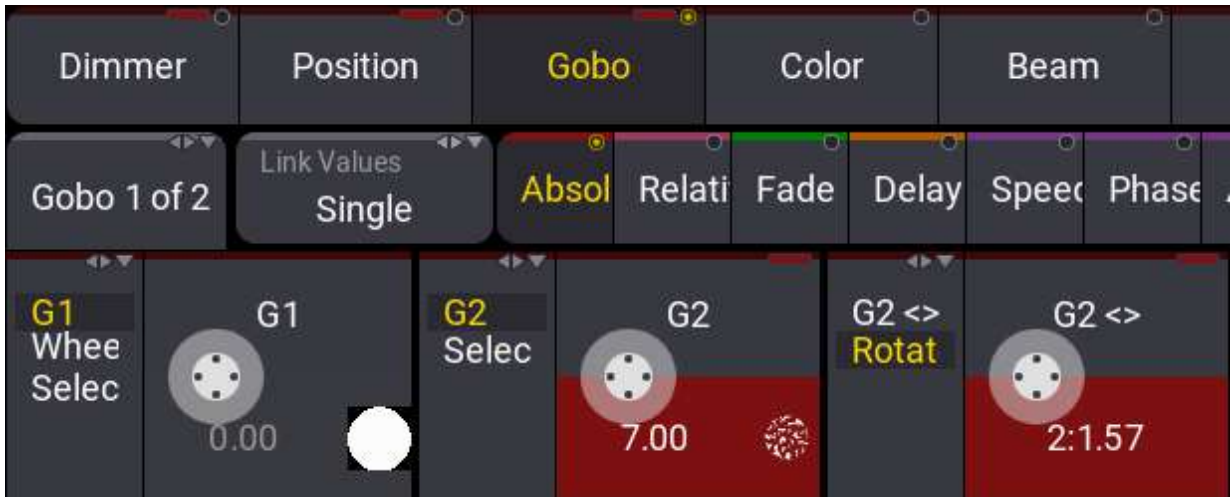 Dimmer
Position
Gobo
Color
Beam
Gobo 1 of 2
Link Values
Single
Absol
Relati
Fade
Delay
Speed
Phase
G1
Whee
Selec
G1
0.00
G2
Selec
G2
7.00
G2 <>
Rotat
G2 <>
2:1.57